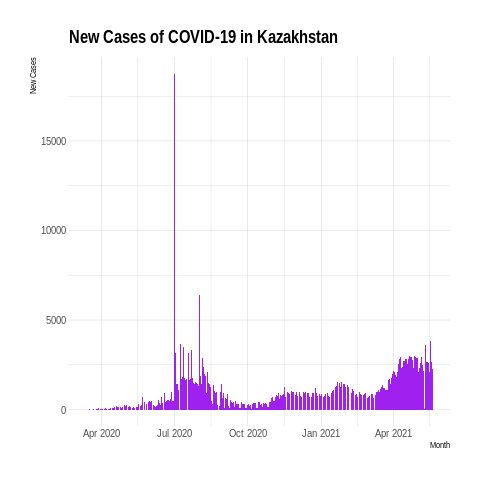 New Cases of COVID-19 in Kazakhstan
New Cases
15000
10000
5000
0
Apr 2020 Jul 2020 Oct 2020 Jan 2021 Apr 2021
Month